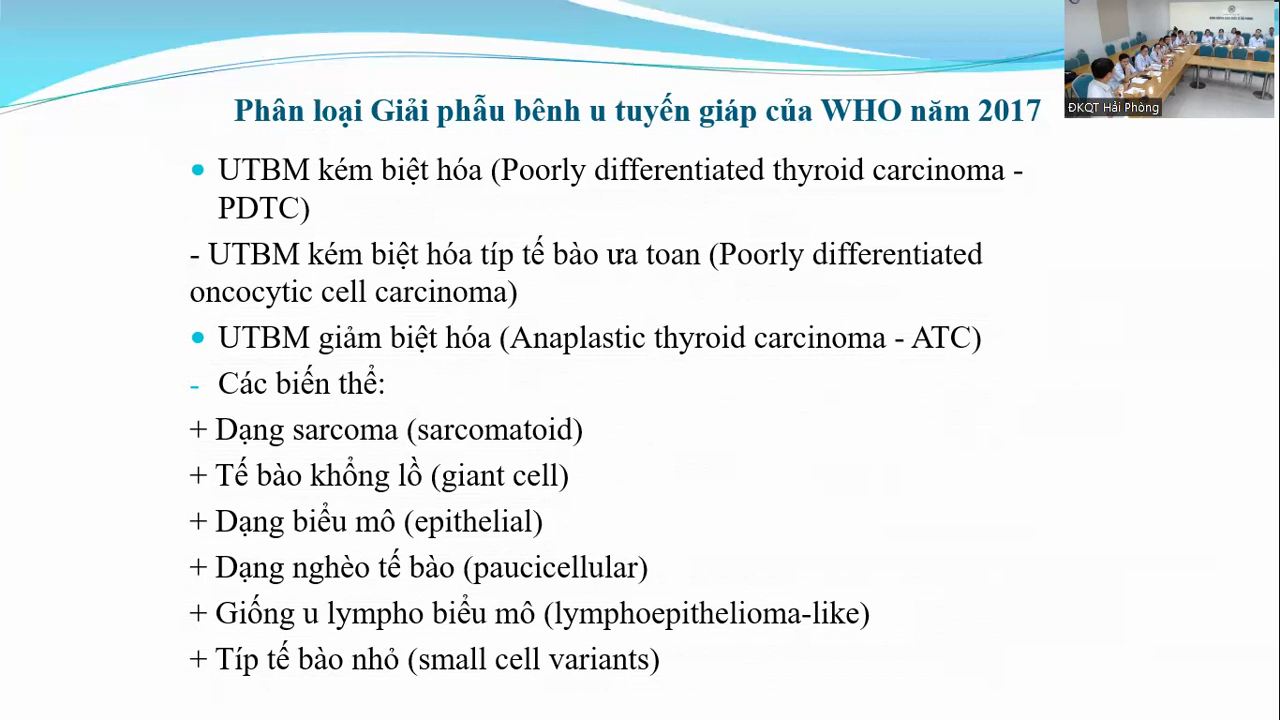 Phân loại Giải phẫu bênh u tuyến giáp của WHO năm 2017
ĐKQT Hải Phòng
• UTBM kém biệt hóa (Poorly differentiated thyroid carcinoma -
PDTC)
- UTBM kém biệt hóa típ tế bào ưa toan (Poorly differentiated
oncocytic cell carcinoma)
• UTBM giảm biệt hóa (Anaplastic thyroid carcinoma - ATC)
- Các biến thể:
+ Dạng sarcoma (sarcomatoid)
+ Tế bào khổng lồ (giant cell)
+ Dạng biểu mô (epithelial)
+ Dạng nghèo tế bào (paucicellular)
+ Giống u lympho biểu mô (lymphoepithelioma-like)
+ Típ tế bào nhỏ (small cell variants)